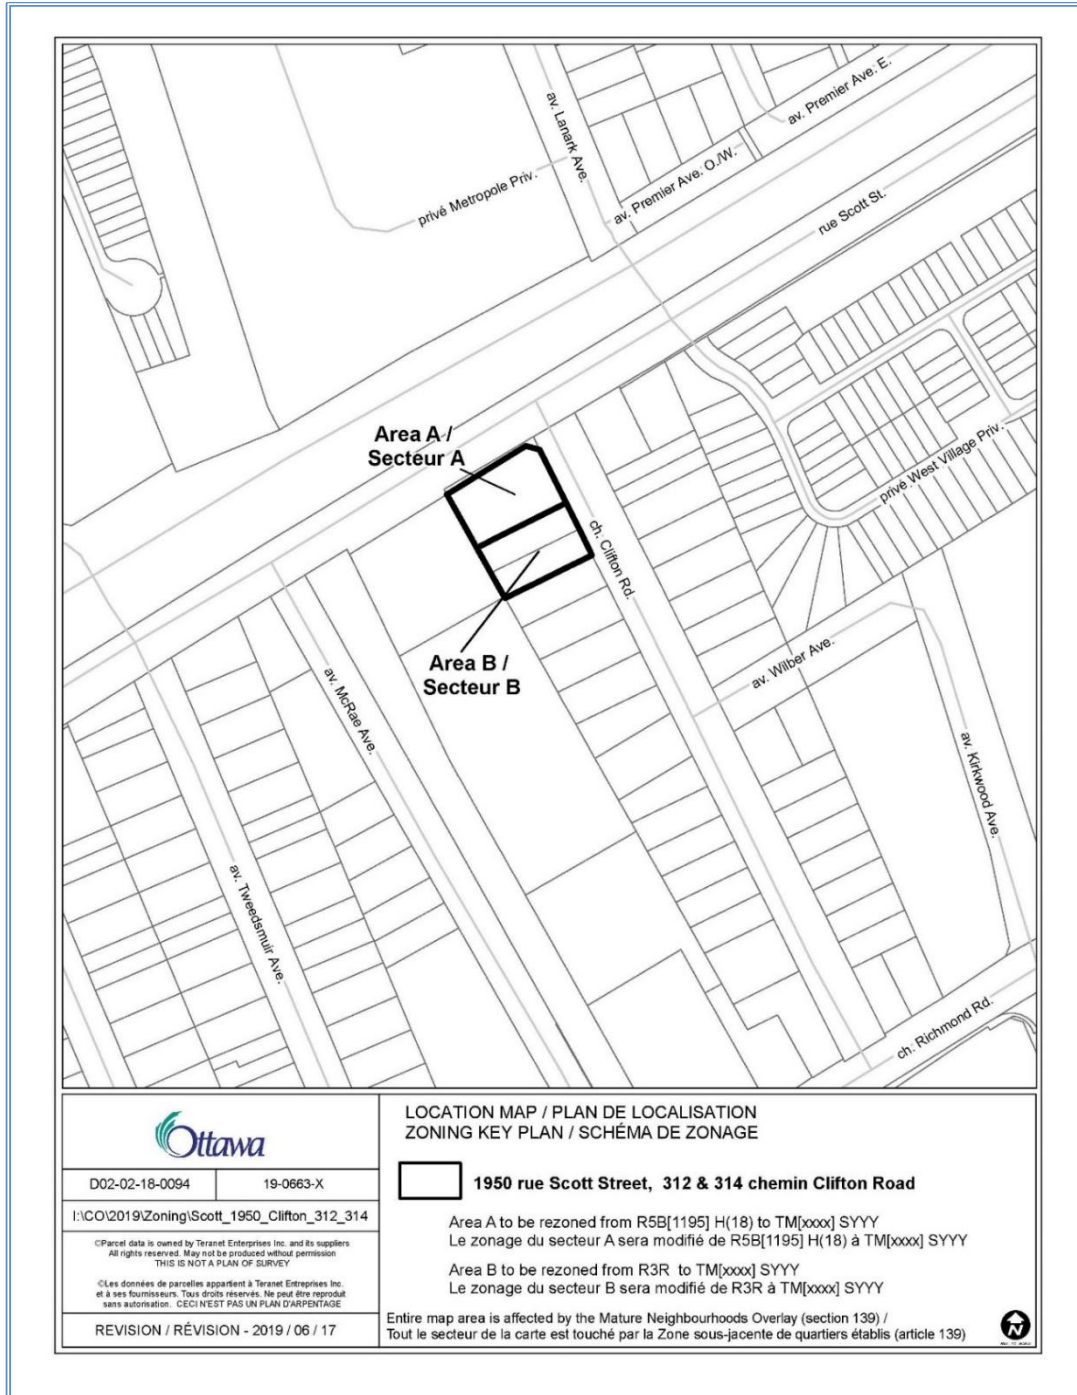 av. Lanark Ave.
av. Premier Ave. E.
privé Metropole Priv.
av. Premier Ave. O./W.
rue Scott St.
Area A /
Secteur A
ch. Clifton Rd.
privé West Village Priv.
Area B /
Secteur B
av. Wilber Ave.
av. McRae Ave.
av. Kirkwood Ave.
av. Tweedsmuir Ave.
ch. Richmond Rd.
Ottawa
D02-02-18-0094
19-0663-X
I:\CO\2019\Zoning\Scott_1950_Clifton_312_314
©Parcel data is owned by Teranet Enterprises Inc. and its suppliers
All rights reserved. May not be produced without permission
THIS IS NOT A PLAN OF SURVEY
©Les données de parcelles appartient à Teranet Entreprises Inc.
et à ses fournisseurs. Tous droits réservés. Ne peut être reproduit
sans autorisation. CECI N'EST PAS UN PLAN D'ARPENTAGE
REVISION / RÉVISION - 2019 / 06 / 17
LOCATION MAP / PLAN DE LOCALISATION
ZONING KEY PLAN / SCHÉMA DE ZONAGE
1950 rue Scott Street, 312 & 314 chemin Clifton Road
Area A to be rezoned from R5B[1195] H(18) to TM[xxxx] SYYY
Le zonage du secteur A sera modifié de R5B[1195] H(18) à TM[xxxx] SYYY
Area B to be rezoned from R3R to TM[xxxx] SYYY
Le zonage du secteur B sera modifié de R3R à TM[xxxx] SYYY
Entire map area is affected by the Mature Neighbourhoods Overlay (section 139) /
Tout le secteur de la carte est touché par la Zone sous-jacente de quartiers établis (article 139)
N